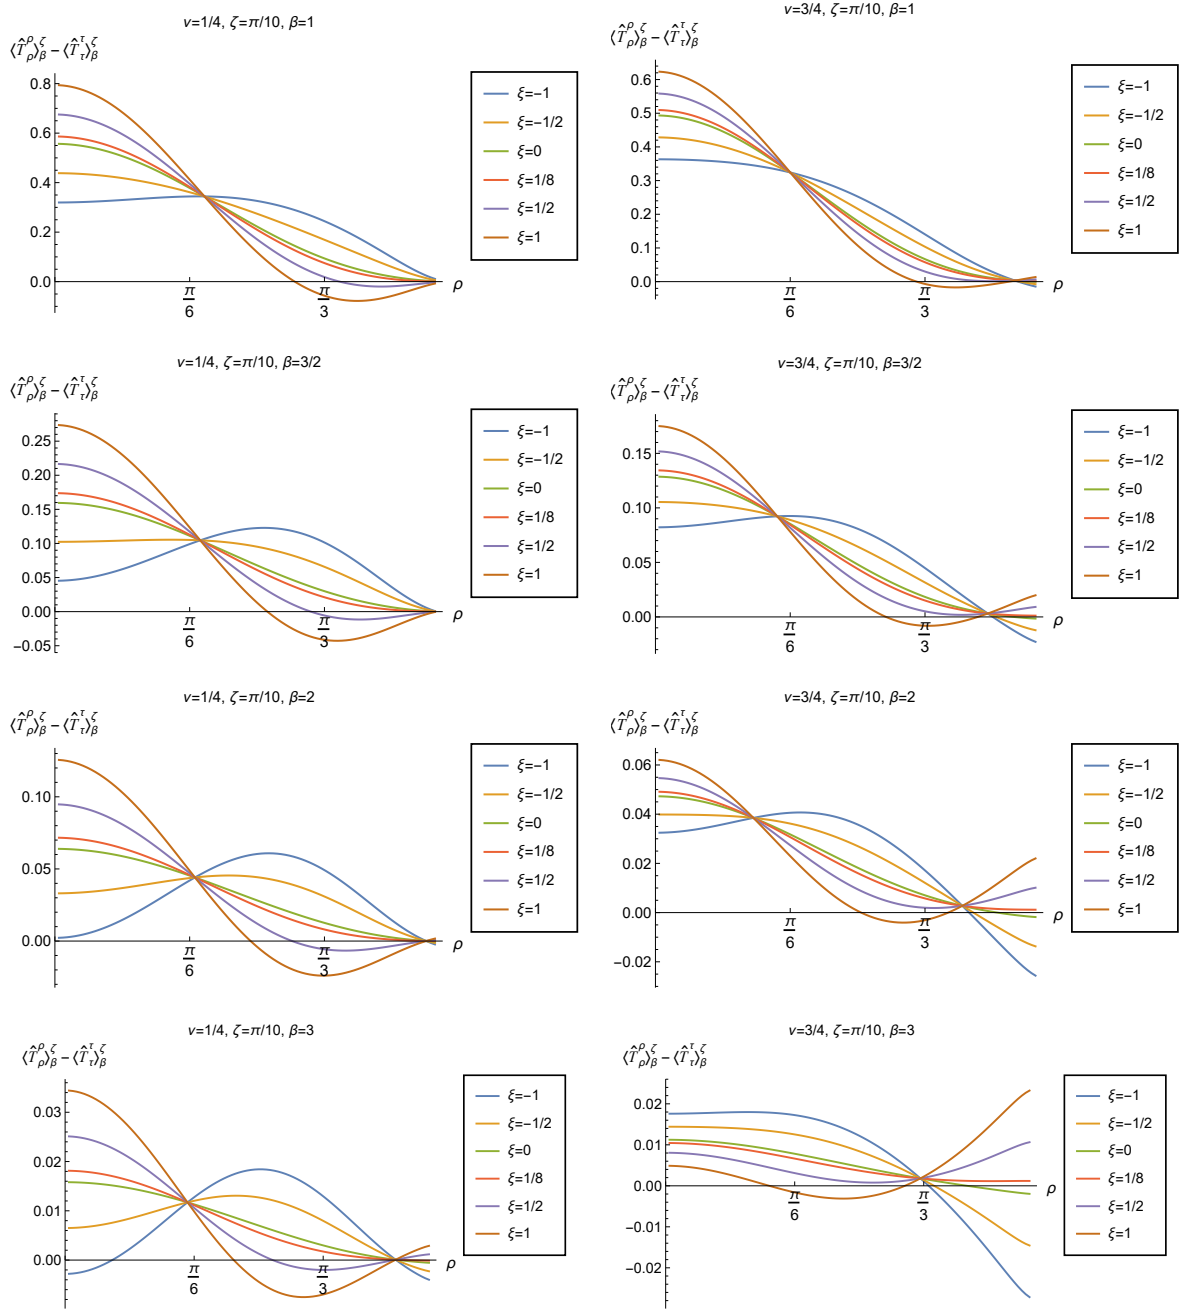 ν=1/4, ζ=π/10, β=1
⟨T̂ρρ⟩βζ − ⟨T̂ττ⟩βζ
0.8
0.6
0.4
0.2
0.0
π/6
π/3
ρ
ξ=−1
ξ=−1/2
ξ=0
ξ=1/8
ξ=1/2
ξ=1
ν=3/4, ζ=π/10, β=1
⟨T̂ρρ⟩βζ − ⟨T̂ττ⟩βζ
0.6
0.5
0.4
0.3
0.2
0.1
0.0
π/6
π/3
ρ
ξ=−1
ξ=−1/2
ξ=0
ξ=1/8
ξ=1/2
ξ=1
ν=1/4, ζ=π/10, β=3/2
⟨T̂ρρ⟩βζ − ⟨T̂ττ⟩βζ
0.25
0.20
0.15
0.10
0.05
0.00
−0.05
π/6
π/3
ρ
ξ=−1
ξ=−1/2
ξ=0
ξ=1/8
ξ=1/2
ξ=1
ν=3/4, ζ=π/10, β=3/2
⟨T̂ρρ⟩βζ − ⟨T̂ττ⟩βζ
0.15
0.10
0.05
0.00
π/6
π/3
ρ
ξ=−1
ξ=−1/2
ξ=0
ξ=1/8
ξ=1/2
ξ=1
ν=1/4, ζ=π/10, β=2
⟨T̂ρρ⟩βζ − ⟨T̂ττ⟩βζ
0.10
0.05
0.00
π/6
π/3
ρ
ξ=−1
ξ=−1/2
ξ=0
ξ=1/8
ξ=1/2
ξ=1
ν=3/4, ζ=π/10, β=2
⟨T̂ρρ⟩βζ − ⟨T̂ττ⟩βζ
0.06
0.04
0.02
0.00
−0.02
π/6
π/3
ρ
ξ=−1
ξ=−1/2
ξ=0
ξ=1/8
ξ=1/2
ξ=1
ν=1/4, ζ=π/10, β=3
⟨T̂ρρ⟩βζ − ⟨T̂ττ⟩βζ
0.03
0.02
0.01
0.00
π/6
π/3
ρ
ξ=−1
ξ=−1/2
ξ=0
ξ=1/8
ξ=1/2
ξ=1
ν=3/4, ζ=π/10, β=3
⟨T̂ρρ⟩βζ − ⟨T̂ττ⟩βζ
0.02
0.01
0.00
−0.01
−0.02
π/6
π/3
ρ
ξ=−1
ξ=−1/2
ξ=0
ξ=1/8
ξ=1/2
ξ=1